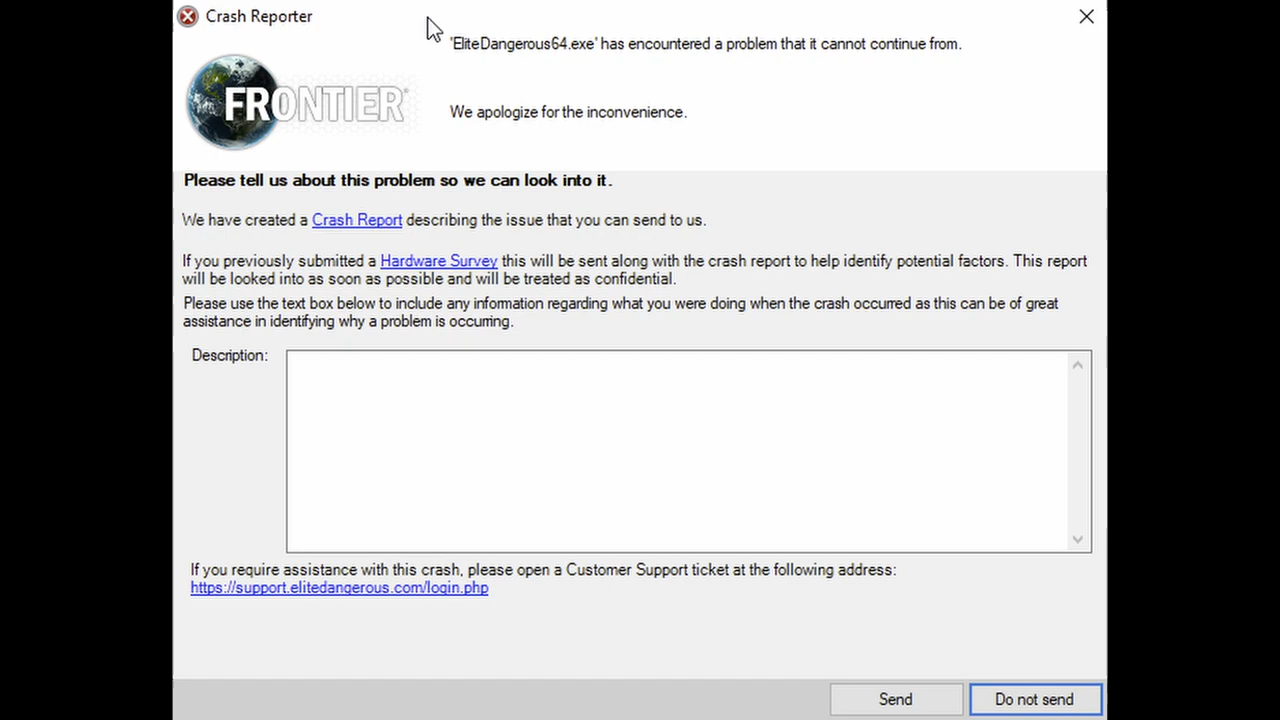 Crash Reporter
'EliteDangerous64.exe' has encountered a problem that it cannot continue from.
FRONTIER®
We apologize for the inconvenience.
Please tell us about this problem so we can look into it.
We have created a Crash Report describing the issue that you can send to us.
If you previously submitted a Hardware Survey this will be sent along with the crash report to help identify potential factors. This report
will be looked into as soon as possible and will be treated as confidential.
Please use the text box below to include any information regarding what you were doing when the crash occurred as this can be of great
assistance in identifying why a problem is occurring.
Description:
If you require assistance with this crash, please open a Customer Support ticket at the following address:
https://support.elitedangerous.com/login.php
Send
Do not send